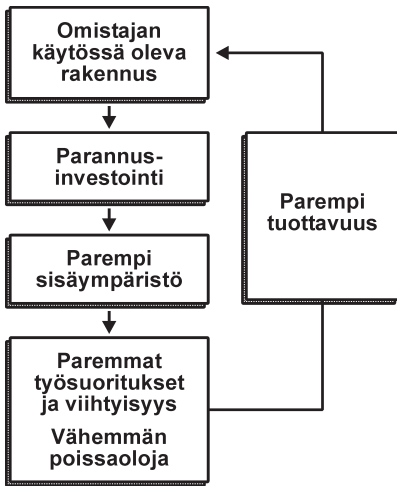 Omistajan
käytössä oleva
rakennus
Parannus-
investointi
Parempi
sisäympäristö
Paremmat
työsuoritukset
ja viihtyisyys
Vähemmän
poissaoloja
Parempi
tuottavuus